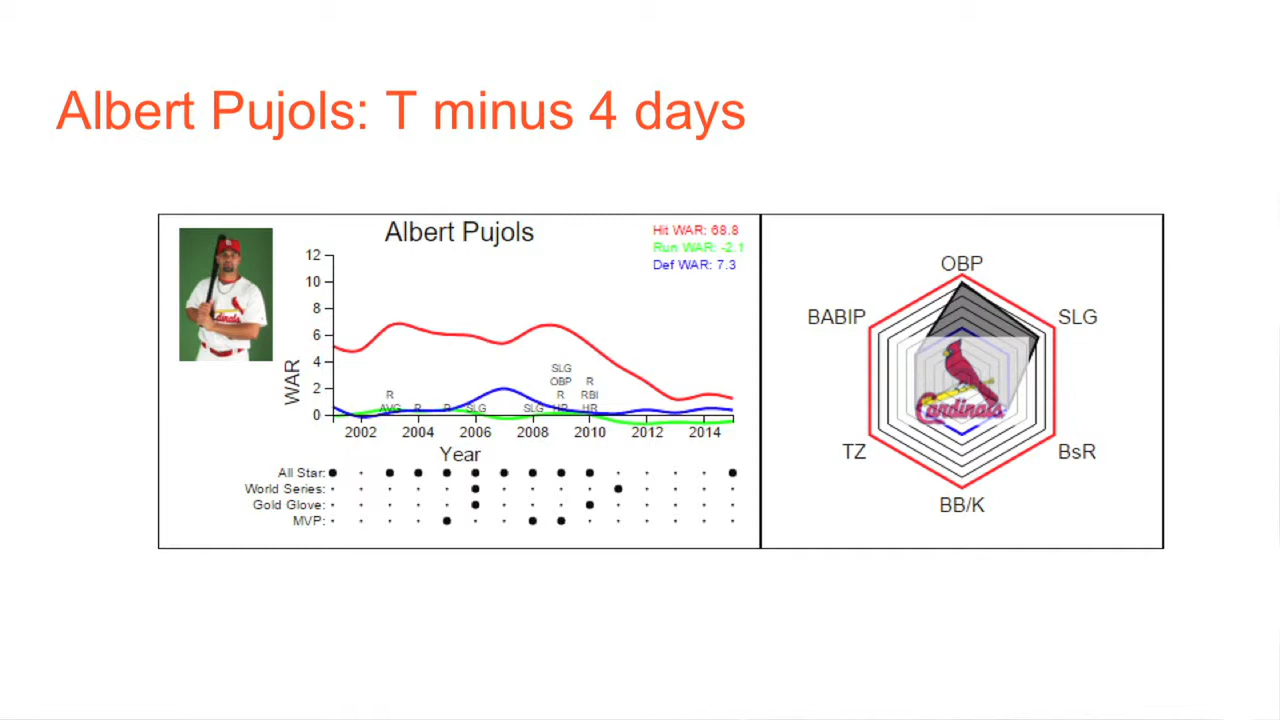 Albert Pujols: T minus 4 days
Albert Pujols
Hit WAR: 68.8
Run WAR: -2.1
Def WAR: 7.3
12
10
8
6
4
2
0
WAR
SLG
OBP R
R R RBI
AVG R R SLG SLG HR HR
2002 2004 2006 2008 2010 2012 2014
Year
All Star:
World Series:
Gold Glove:
MVP:
OBP
BABIP SLG
Cardinals
TZ BsR
BB/K